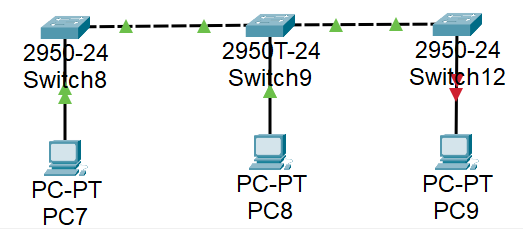 2950-24
Switch8
2950T-24
Switch9
2950-24
Switch12
PC-PT
PC7
PC-PT
PC8
PC-PT
PC9